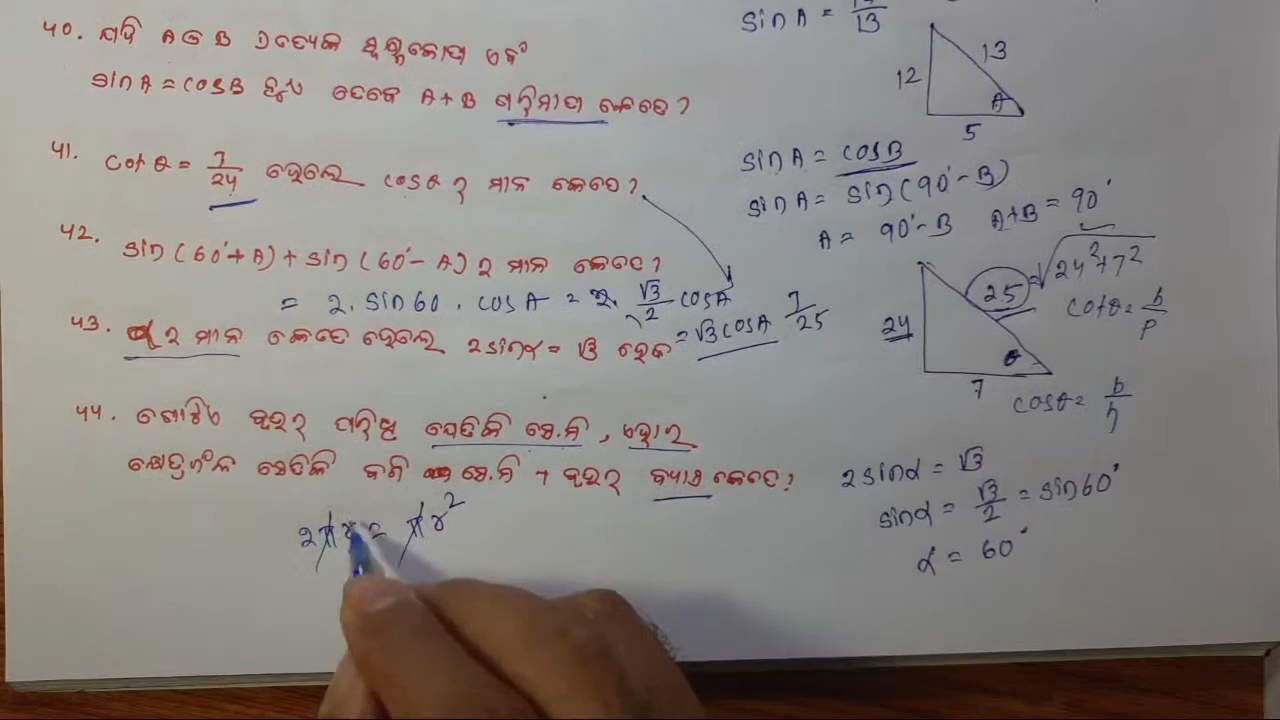 40. ଯଦି A ଓ B ପ୍ରତ୍ୟେକ ସୂକ୍ଷ୍ମକୋଣ ଏବଂ
sin A = cos B ହୁଏ ତେବେ A+B ର ପରିମାଣ କେତେ?
41. cot θ = 7/24 ହେଲେ cos θ ର ମାନ କେତେ?
42. sin (60°+A) + sin (60°-A) ର ମାନ କେତେ?
= 2. sin 60 . cos A = 2. √3/2 cos A
= √3 cos A
7/25
43. α ର ମାନ କେତେ ହେଲେ 2 sin α = √3 ହେବ
44. ଗୋଟିଏ ବୃତ୍ତର ପରିଧି ଯେତିକି ସେ.ମି, ଏହାର
କ୍ଷେତ୍ରଫଳ ସେତିକି ବର୍ଗ ସେ.ମି । ବୃତ୍ତର ବ୍ୟାସ କେତେ?
2πr = πr²
sin A = 12/13
12
13
5
A
sin A = cos B
sin A = sin (90°- B)
A = 90°- B A+B = 90°
25 = √24²+7²
24
7
θ
cot θ = b/p
cos θ = b/h
2 sin α = √3
sin α = √3/2 = sin 60°
α = 60°